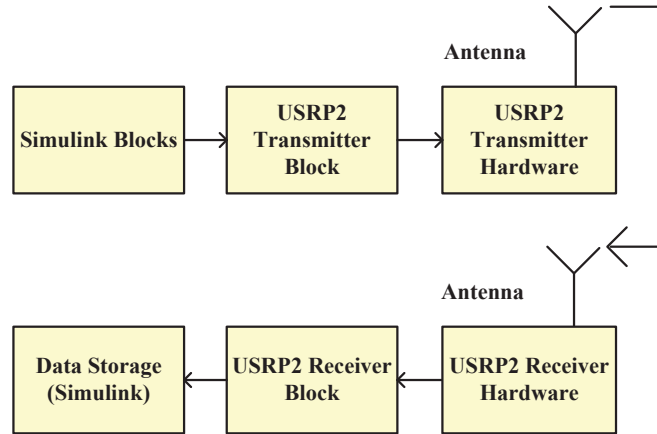 Antenna
Simulink Blocks
USRP2
Transmitter
Block
USRP2
Transmitter
Hardware
Antenna
Data Storage
(Simulink)
USRP2 Receiver
Block
USRP2 Receiver
Hardware